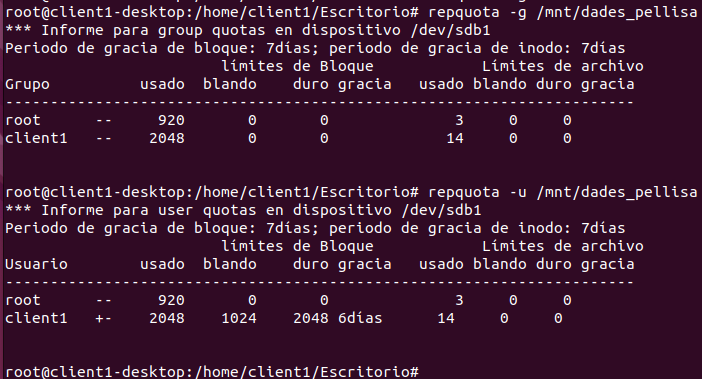 root@client1-desktop:/home/client1/Escritorio# repquota -g /mnt/dades_pellisa
*** Informe para group quotas en dispositivo /dev/sdb1
Periodo de gracia de bloque: 7días; periodo de gracia de inodo: 7días
                        límites de Bloque            Límites de archivo
Grupo           usado  blando    duro gracia   usado blando duro gracia
----------------------------------------------------------------------
root      --     920       0       0              3     0     0
client1   --    2048       0       0             14     0     0
root@client1-desktop:/home/client1/Escritorio# repquota -u /mnt/dades_pellisa
*** Informe para user quotas en dispositivo /dev/sdb1
Periodo de gracia de bloque: 7días; periodo de gracia de inodo: 7días
                        límites de Bloque            Límites de archivo
Usuario         usado  blando    duro gracia   usado blando duro gracia
----------------------------------------------------------------------
root      --     920       0       0              3     0     0
client1   +-    2048    1024    2048 6días      14     0     0
root@client1-desktop:/home/client1/Escritorio#